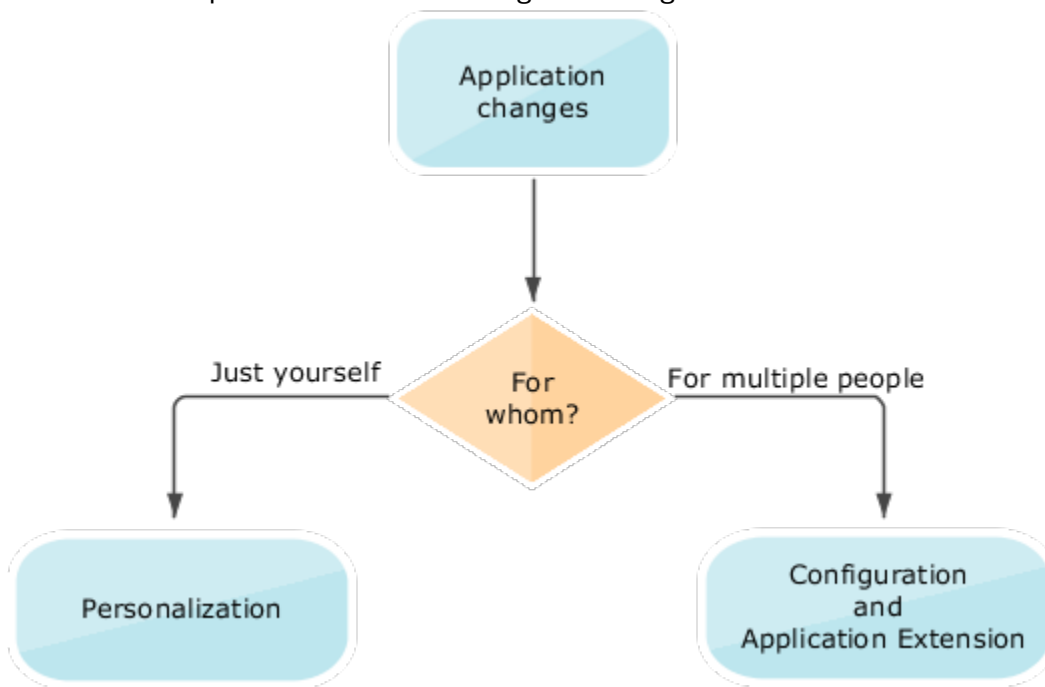 Application
changes
Just yourself
For
whom?
For multiple people
Personalization
Configuration
and
Application Extension